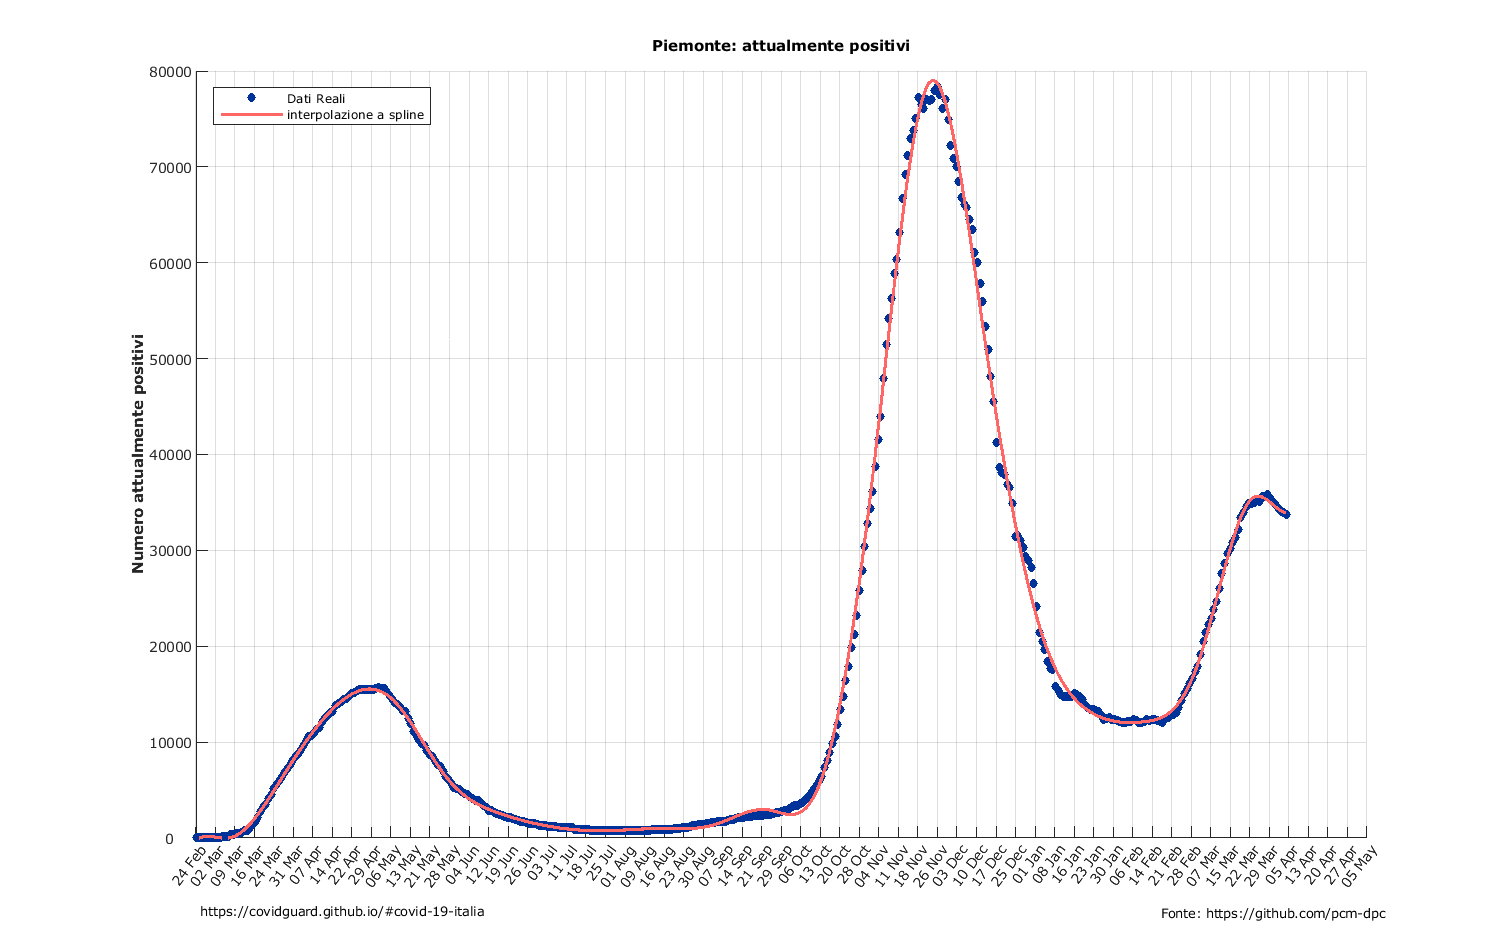 Piemonte: attualmente positivi
Dati Reali
interpolazione a spline
Numero attualmente positivi
80000
70000
60000
50000
40000
30000
20000
10000
0
24 Feb
02 Mar
09 Mar
16 Mar
24 Mar
31 Mar
07 Apr
14 Apr
22 Apr
29 Apr
06 May
13 May
21 May
28 May
04 Jun
12 Jun
19 Jun
26 Jun
03 Jul
11 Jul
18 Jul
25 Jul
01 Aug
09 Aug
16 Aug
23 Aug
30 Aug
07 Sep
14 Sep
21 Sep
29 Sep
06 Oct
13 Oct
20 Oct
28 Oct
04 Nov
11 Nov
18 Nov
26 Nov
03 Dec
10 Dec
17 Dec
25 Dec
01 Jan
08 Jan
16 Jan
23 Jan
30 Jan
06 Feb
14 Feb
21 Feb
28 Feb
07 Mar
15 Mar
22 Mar
29 Mar
05 Apr
13 Apr
20 Apr
27 Apr
05 May
https://covidguard.github.io/#covid-19-italia
Fonte: https://github.com/pcm-dpc